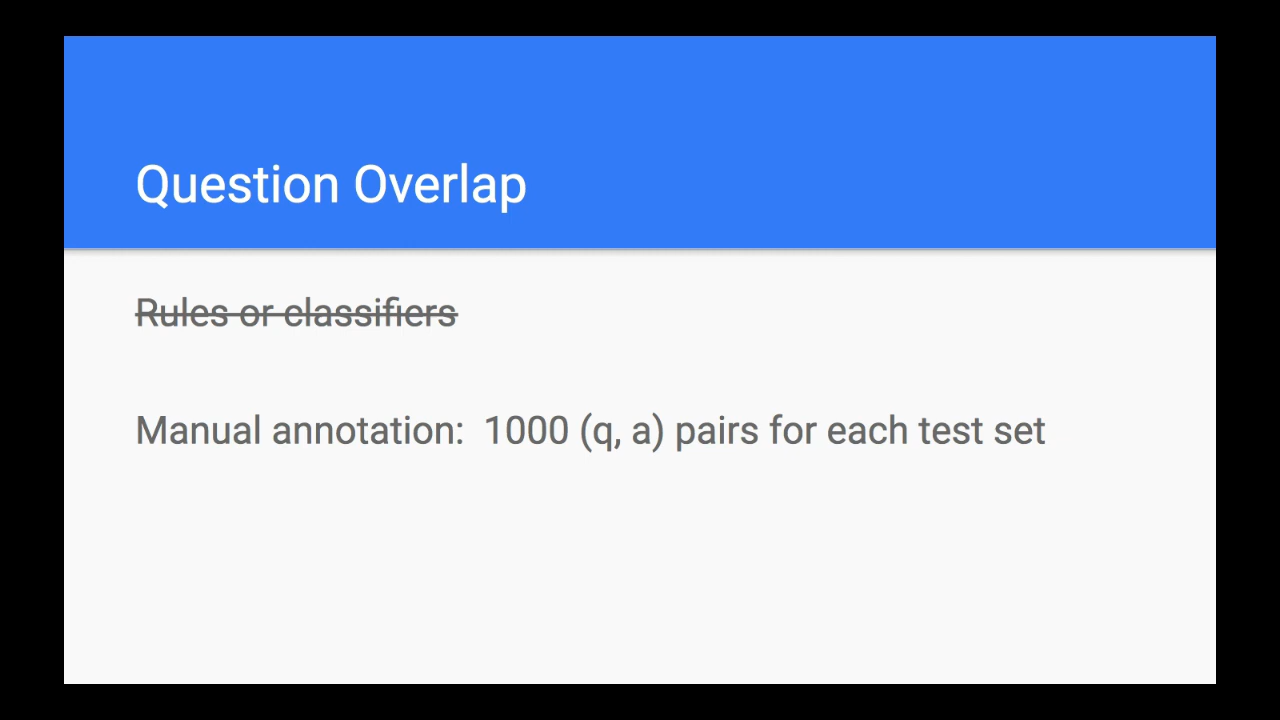 Question Overlap
Rules or classifiers
Manual annotation:  1000 (q, a) pairs for each test set